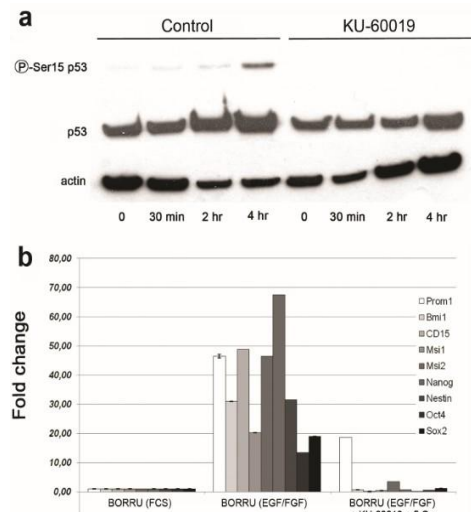 a
Control KU-60019
Ⓟ-Ser15 p53
p53
actin
0 30 min 2 hr 4 hr 0 30 min 2 hr 4 hr
b
Fold change
80,00
70,00
60,00
50,00
40,00
30,00
20,00
10,00
0,00
Prom1
Bmi1
CD15
Msi1
Msi2
Nanog
Nestin
Oct4
Sox2
BORRU (FCS) BORRU (EGF/FGF) BORRU (EGF/FGF)